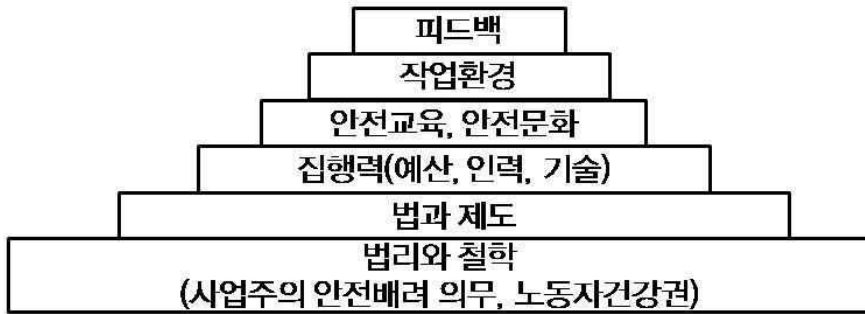 피드백
작업환경
안전교육, 안전문화
집행력(예산, 인력, 기술)
법과 제도
법리와 철학
(사업주의 안전배려 의무, 노동자건강권)